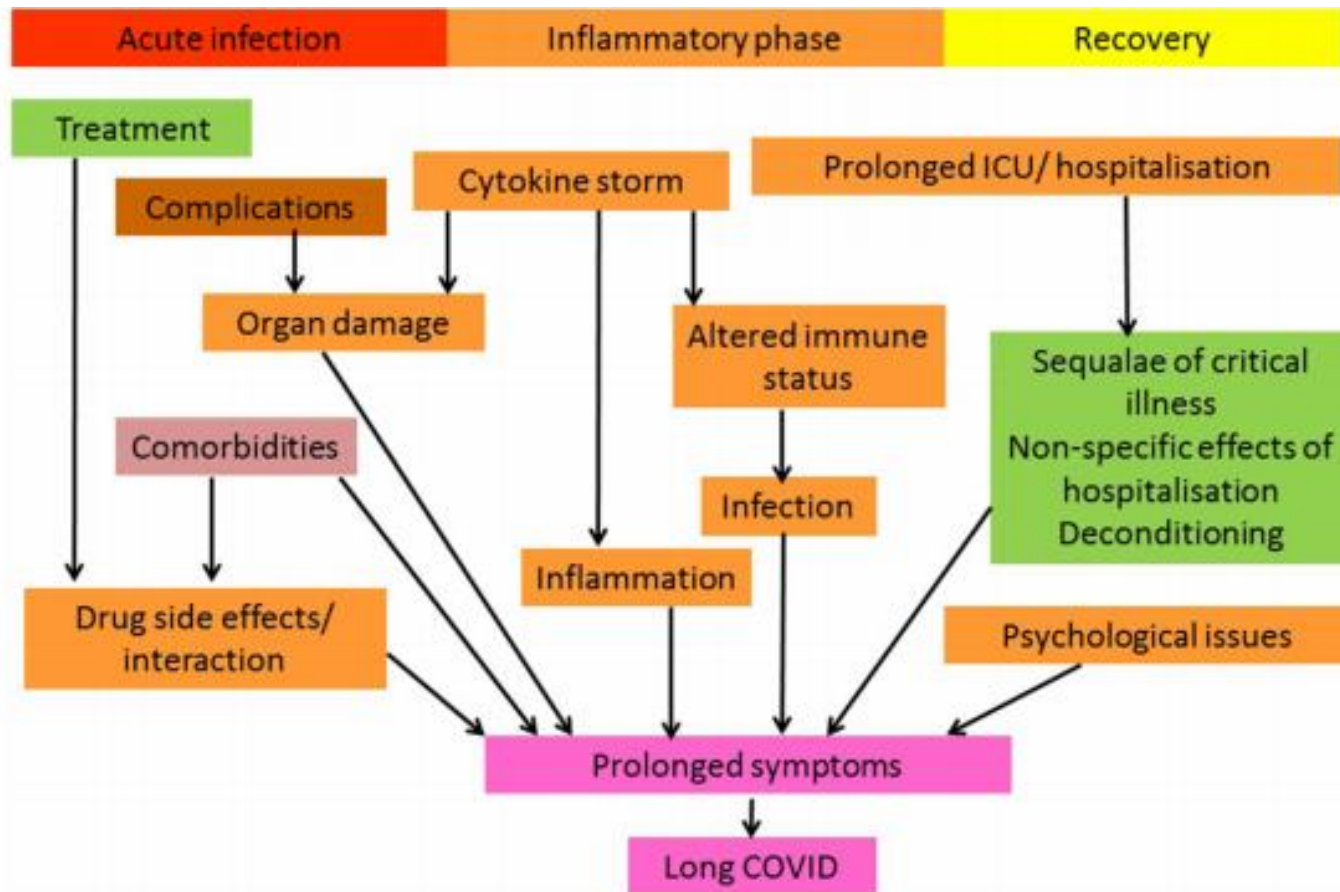 Acute infection
Inflammatory phase
Recovery
Treatment
Complications
Cytokine storm
Prolonged ICU/ hospitalisation
Organ damage
Altered immune
status
Sequalae of critical
illness
Non-specific effects of
hospitalisation
Deconditioning
Comorbidities
Infection
Inflammation
Drug side effects/
interaction
Psychological issues
Prolonged symptoms
Long COVID